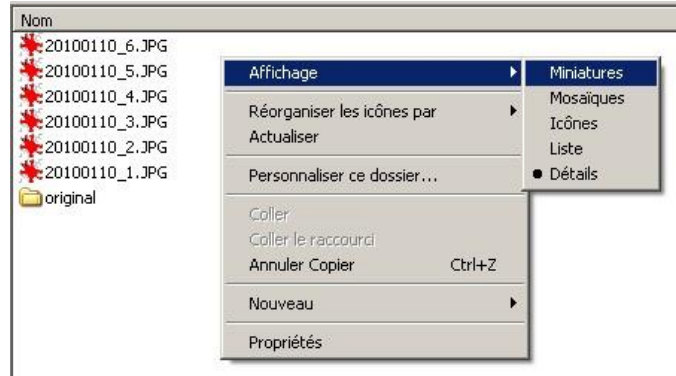 Nom
20100110_6.JPG
20100110_5.JPG
20100110_4.JPG
20100110_3.JPG
20100110_2.JPG
20100110_1.JPG
original
Affichage
Réorganiser les icônes par
Actualiser
Personnaliser ce dossier...
Coller
Coller le raccourci
Annuler Copier Ctrl+Z
Nouveau
Propriétés
Miniatures
Mosaïques
Icônes
Liste
Détails